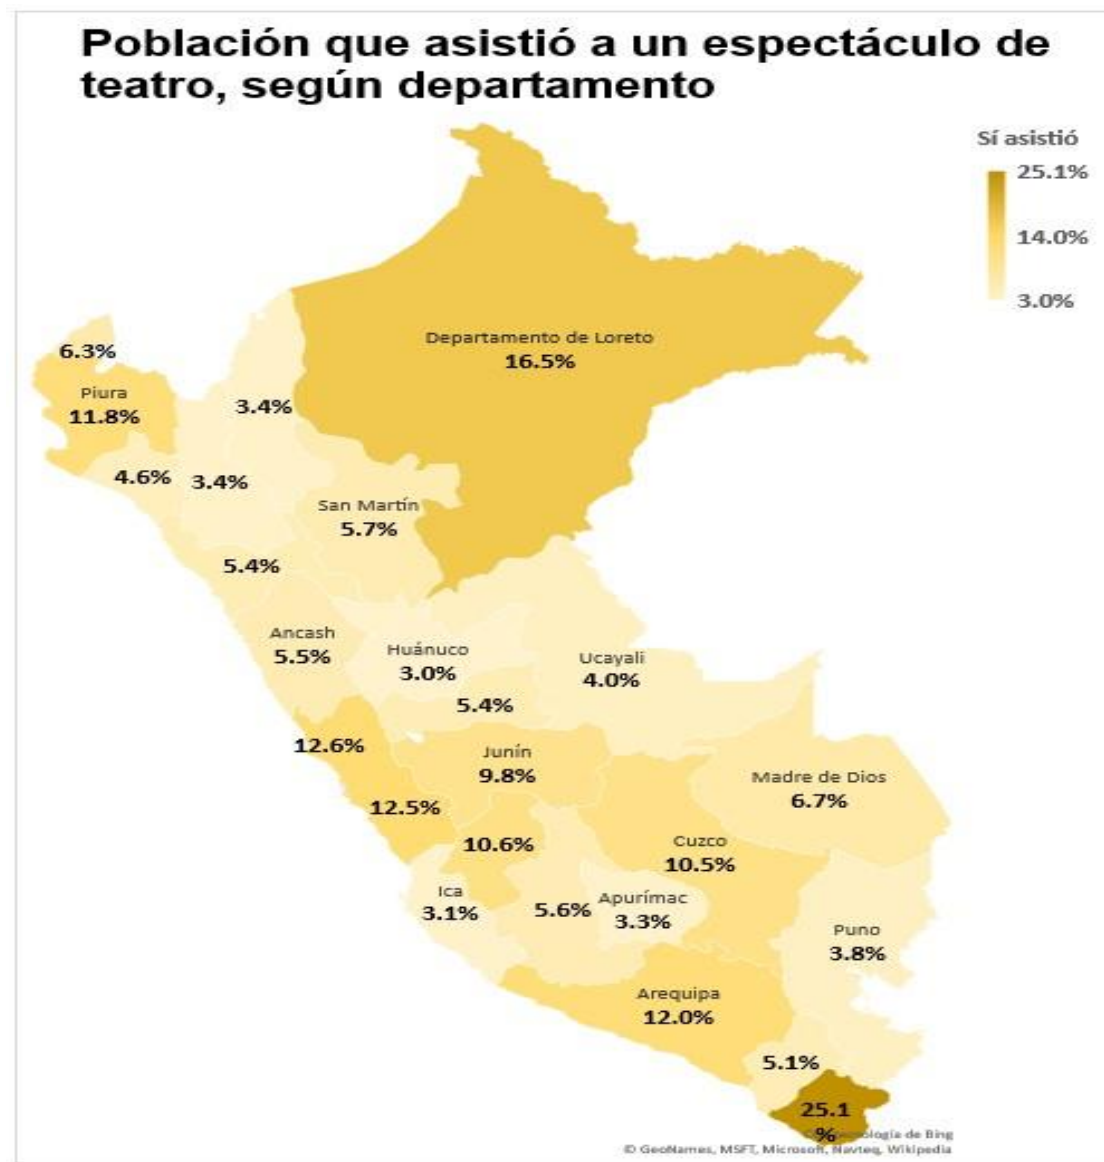 Población que asistió a un espectáculo de
teatro, según departamento
Sí asistió
25.1%
14.0%
3.0%
Departamento de Loreto
16.5%
6.3%
Piura
11.8%
3.4%
4.6%
3.4%
San Martín
5.7%
5.4%
Ancash
5.5%
Huánuco
3.0%
Ucayali
4.0%
5.4%
12.6%
Junín
9.8%
Madre de Dios
6.7%
12.5%
10.6%
Cuzco
10.5%
Ica
3.1%
5.6%
Apurímac
3.3%
Puno
3.8%
Arequipa
12.0%
5.1%
25.1
%
de Bing
© GeoNames, MSFT, Microsoft, Navteq, Wikipedia